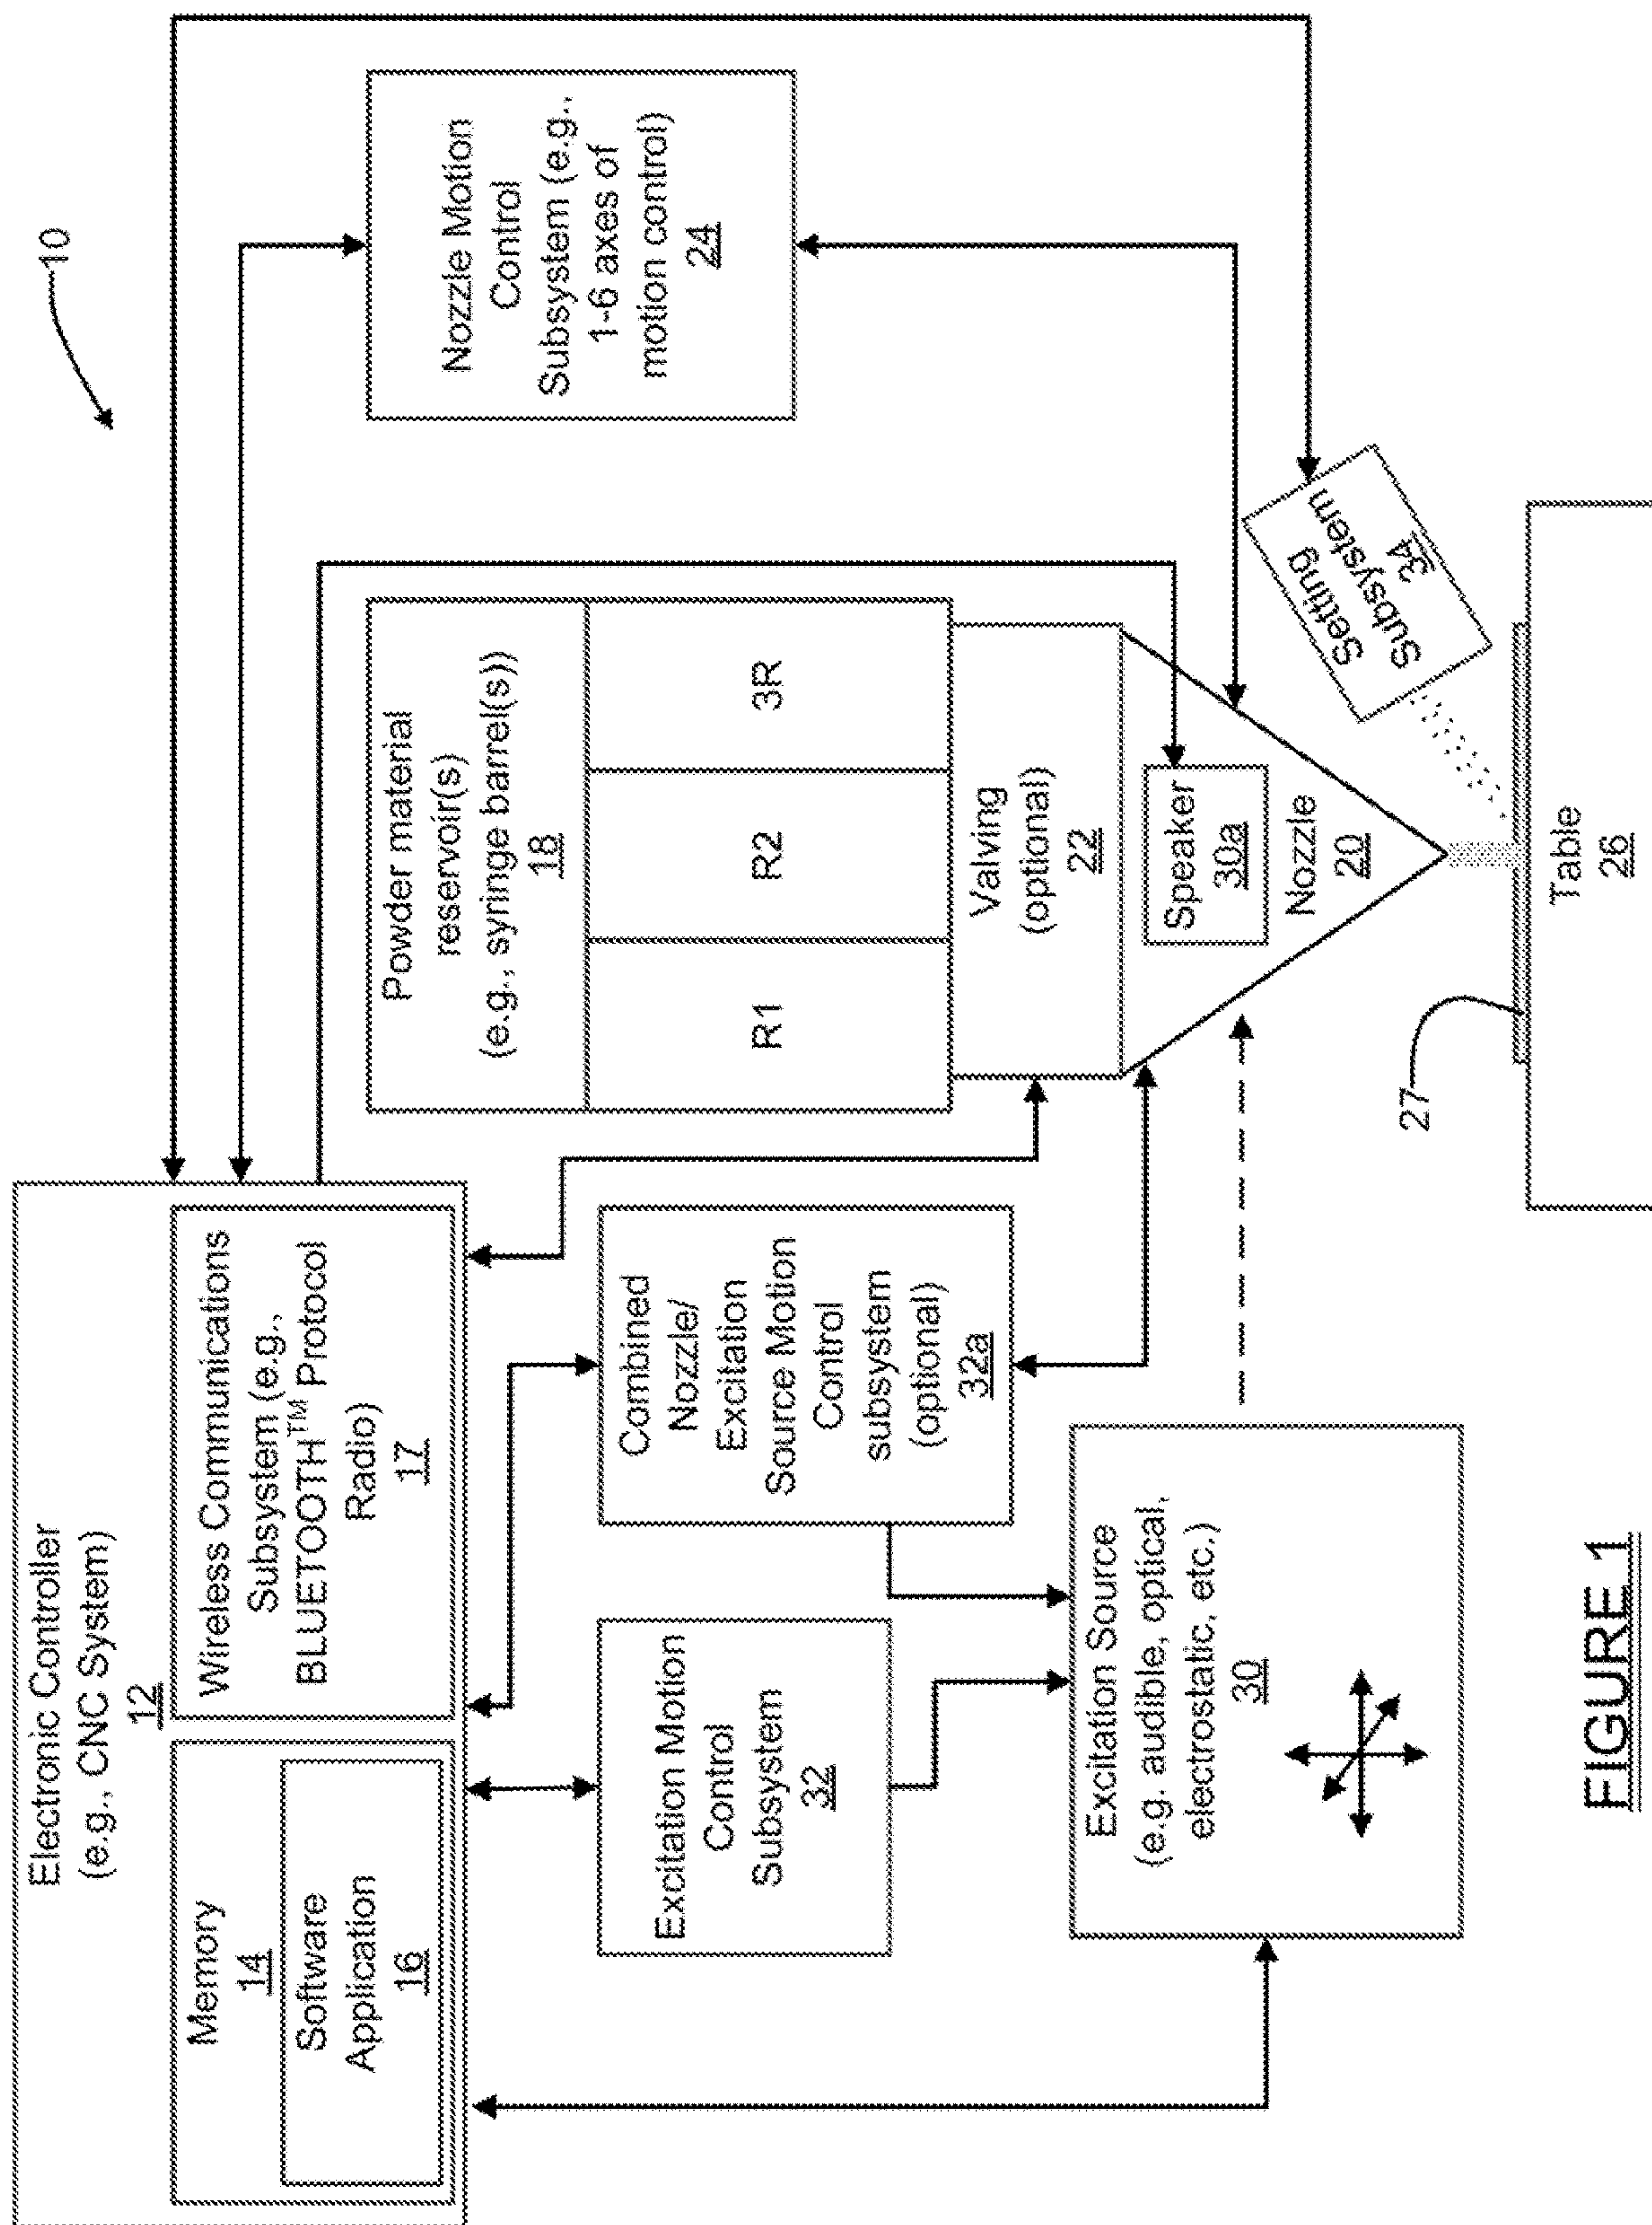 10
Electronic Controller
(e.g., CNC System)
12
Memory
14
Software
Application
16
Wireless Communications
Subsystem (e.g.,
BLUETOOTH™ Protocol
Radio)
17
Powder material
reservoir(s)
(e.g., syringe barrel(s))
18
R1
R2
3R
Valving
(optional)
22
Speaker
30a
Nozzle
20
Nozzle Motion
Control
Subsystem (e.g.,
1-6 axes of
motion control)
24
Excitation Motion
Control
Subsystem
32
Combined
Nozzle/
Excitation
Source Motion
Control
subsystem
(optional)
32a
Excitation Source
(e.g. audible, optical,
electrostatic, etc.)
30
Setting
Subsystem
34
27
Table
26
FIGURE 1